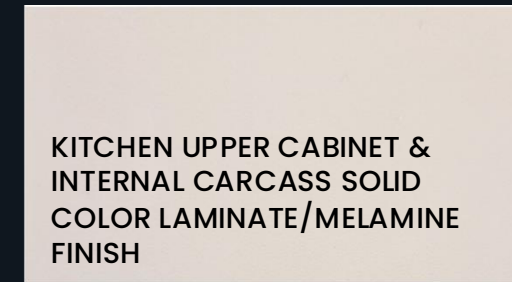 KITCHEN UPPER CABINET &
INTERNAL CARCASS SOLID
COLOR LAMINATE/MELAMINE
FINISH